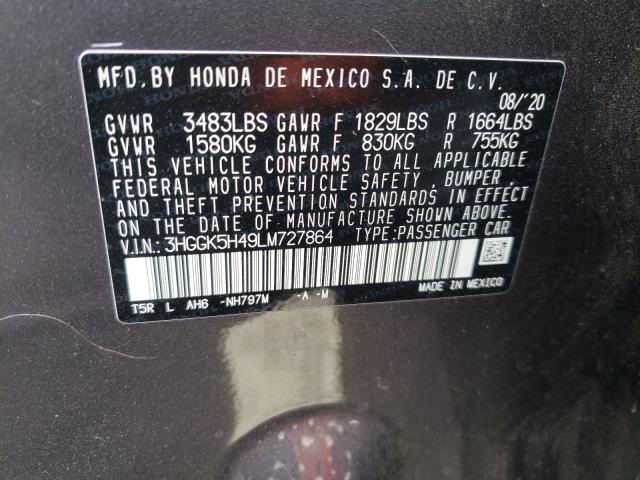 MFD. BY HONDA DE MEXICO S.A. DE C.V.
08/'20
GVWR 3483LBS GAWR F 1829LBS R 1664LBS
GVWR 1580KG GAWR F 830KG R 755KG
THIS VEHICLE CONFORMS TO ALL APPLICABLE
FEDERAL MOTOR VEHICLE SAFETY, BUMPER,
AND THEFT PREVENTION STANDARDS IN EFFECT
ON THE DATE OF MANUFACTURE SHOWN ABOVE.
V.I.N.: 3HGGK5H49LM727864 TYPE:PASSENGER CAR
T5R L AH6 -NH797M -A -M
MADE IN MEXICO